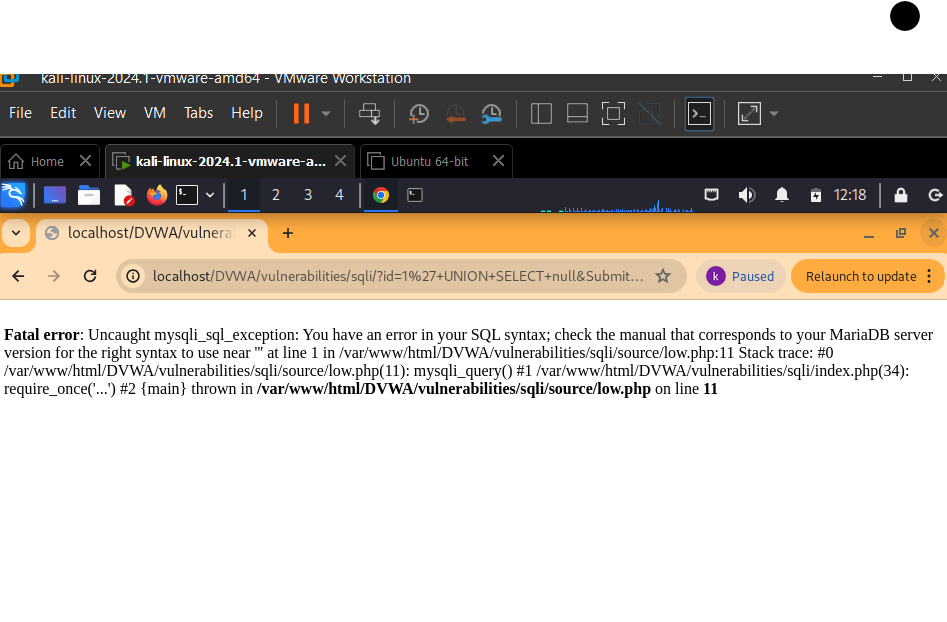 kali-linux-2024.1-vmware-amd64 - VMware Workstation
File Edit View VM Tabs Help
Home kali-linux-2024.1-vmware-a... Ubuntu 64-bit
1 2 3 4 12:18
localhost/DVWA/vulnera
localhost/DVWA/vulnerabilities/sqli/?id=1%27+UNION+SELECT+null&Submit... k Paused Relaunch to update
Fatal error: Uncaught mysqli_sql_exception: You have an error in your SQL syntax; check the manual that corresponds to your MariaDB server
version for the right syntax to use near ''' at line 1 in /var/www/html/DVWA/vulnerabilities/sqli/source/low.php:11 Stack trace: #0
/var/www/html/DVWA/vulnerabilities/sqli/source/low.php(11): mysqli_query() #1 /var/www/html/DVWA/vulnerabilities/sqli/index.php(34):
require_once('...') #2 {main} thrown in /var/www/html/DVWA/vulnerabilities/sqli/source/low.php on line 11